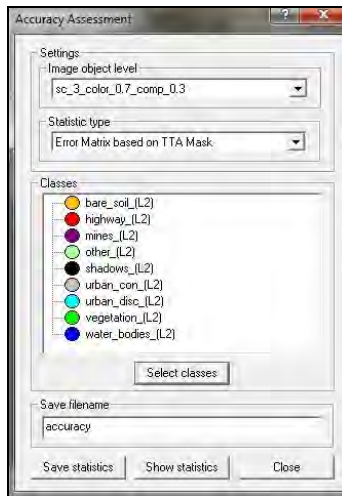 Accuracy Assessment
?
Settings
Image object level
sc_3_color_0.7_comp_0.3
Statistic type
Error Matrix based on TTA Mask
Classes
bare_soil_(L2)
highway_(L2)
mines_(L2)
other_(L2)
shadows_(L2)
urban_con_(L2)
urban_disc_(L2)
vegetation_(L2)
water_bodies_(L2)
Select classes
Save filename
accuracy
Save statistics Show statistics Close